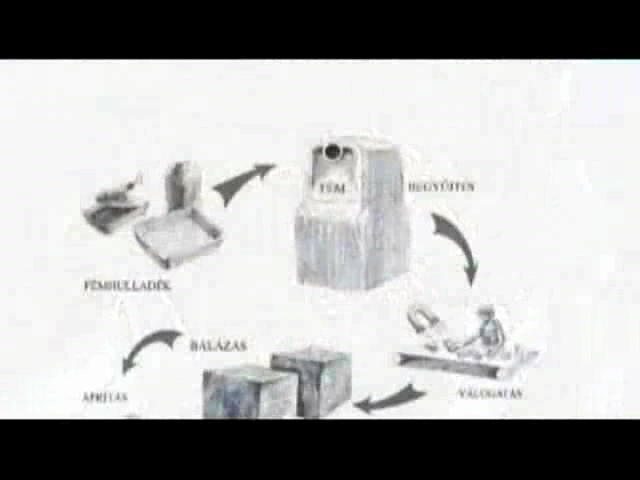 FÉM
BEGYŰJTÉS
FÉMHULLADÉK
BÁLÁZÁS
APRÍTÁS
VÁLOGATÁS